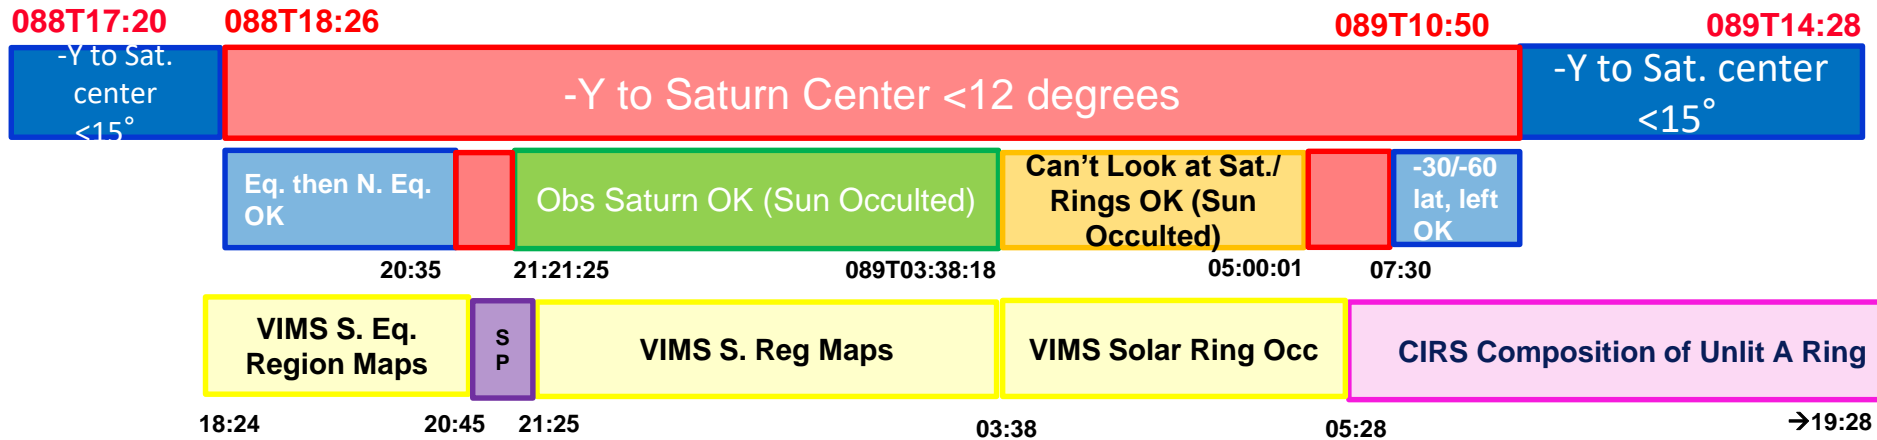 088T17:20 088T18:26 089T10:50 089T14:28
-Y to Sat.
center
<15°
-Y to Saturn Center <12 degrees
-Y to Sat. center
<15°
Eq. then N. Eq.
OK
Obs Saturn OK (Sun Occulted)
Can’t Look at Sat./
Rings OK (Sun
Occulted)
-30/-60
lat, left
OK
20:35 21:21:25 089T03:38:18 05:00:01 07:30
VIMS S. Eq.
Region Maps
S
P
VIMS S. Reg Maps
VIMS Solar Ring Occ
CIRS Composition of Unlit A Ring
18:24 20:45 21:25 03:38 05:28 →19:28